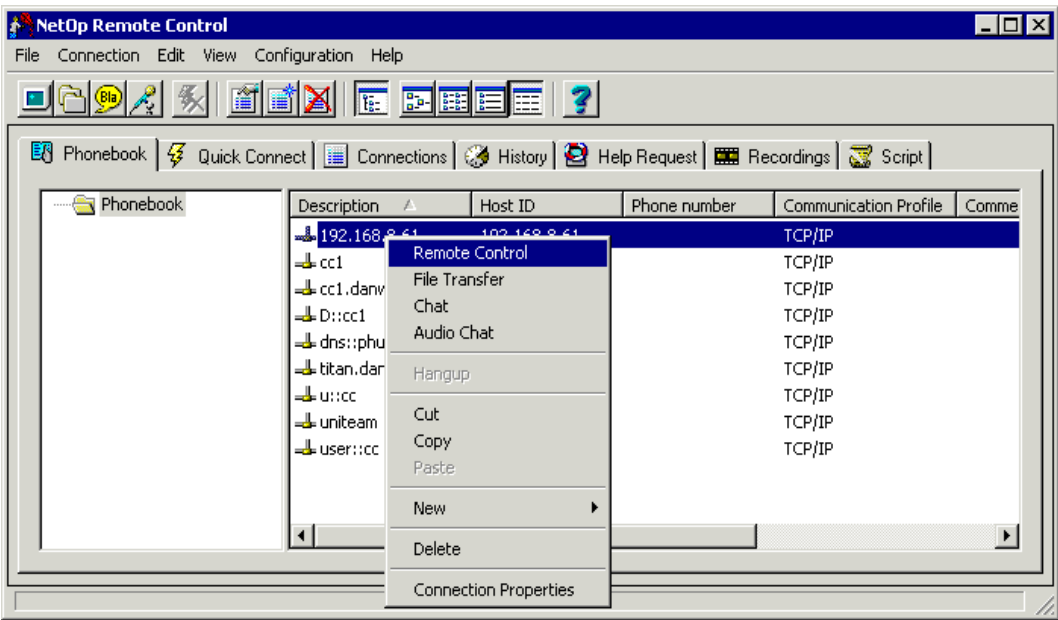 NetOp Remote Control
File Connection Edit View Configuration Help
Bla
Phonebook Quick Connect Connections History Help Request Recordings Script
Phonebook
Description Host ID Phone number Communication Profile Comme
192.168.8.61 192.168.8.61 TCP/IP
cc1 TCP/IP
cc1.danw TCP/IP
D::cc1 TCP/IP
dns::phu TCP/IP
titan.dan TCP/IP
u::cc TCP/IP
uniteam TCP/IP
user::cc TCP/IP
Remote Control
File Transfer
Chat
Audio Chat
Hangup
Cut
Copy
Paste
New
Delete
Connection Properties